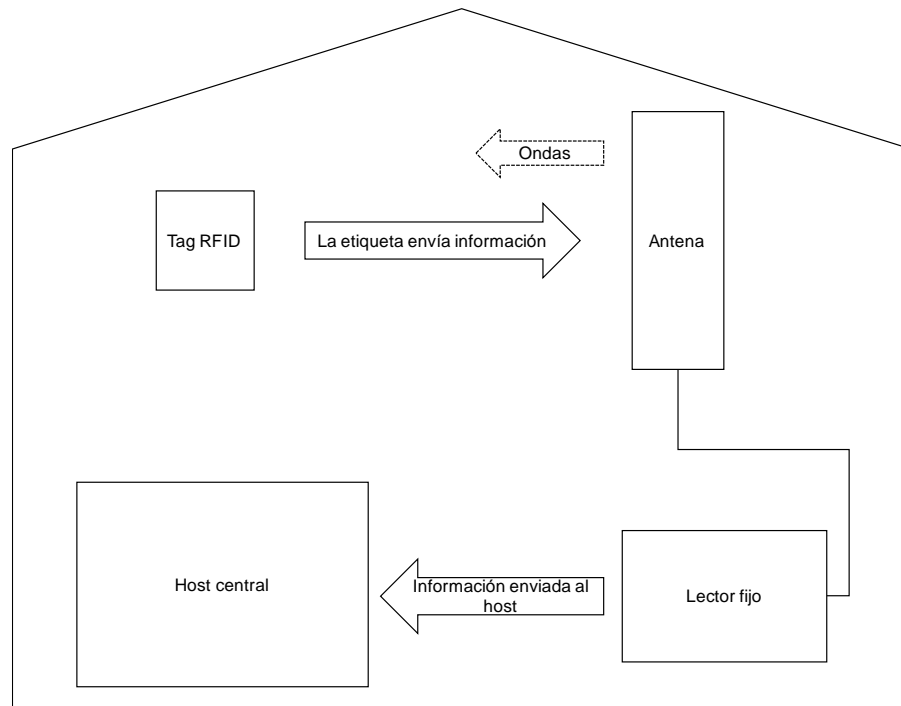 Ondas
Tag RFID
La etiqueta envía información
Antena
Host central
Información enviada al
host
Lector fijo